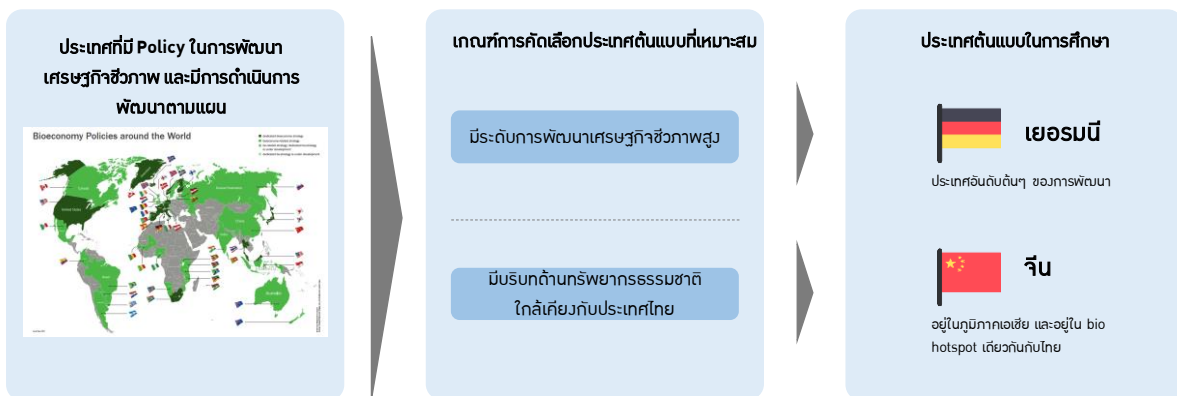 ประเทศที่มี Policy ในการพัฒนา
เศรษฐกิจชีวภาพ และมีการดำเนินการ
พัฒนาตามแผน
Bioeconomy Policies around the World
เกณฑ์การคัดเลือกประเทศต้นแบบที่เหมาะสม
มีระดับการพัฒนาเศรษฐกิจชีวภาพสูง
มีบริบทด้านทรัพยากรธรรมชาติ
ใกล้เคียงกับประเทศไทย
ประเทศต้นแบบในการศึกษา
เยอรมนี
ประเทศอันดับต้นๆ ของการพัฒนา
จีน
อยู่ในภูมิภาคเอเชีย และอยู่ใน bio
hotspot เดียวกันกับไทย